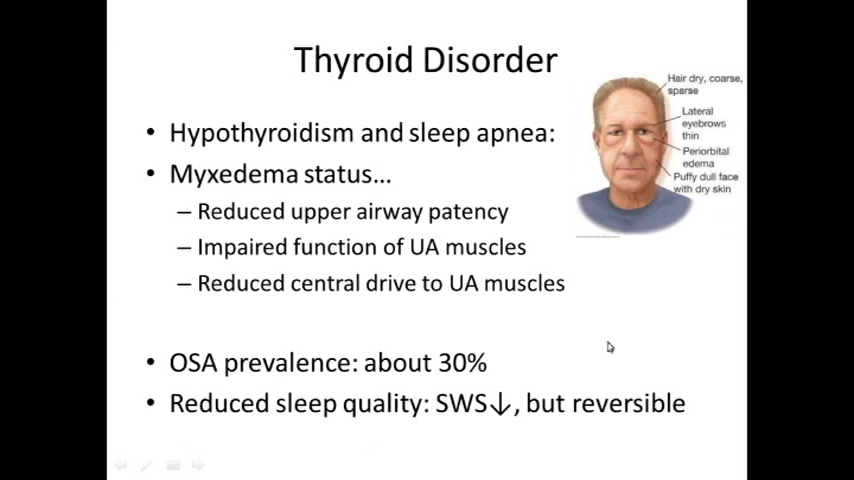 Thyroid Disorder
• Hypothyroidism and sleep apnea:
• Myxedema status…
– Reduced upper airway patency
– Impaired function of UA muscles
– Reduced central drive to UA muscles
• OSA prevalence: about 30%
• Reduced sleep quality: SWS↓, but reversible
Hair dry, coarse,
sparse
Lateral
eyebrows
thin
Periorbital
edema
Puffy dull face
with dry skin